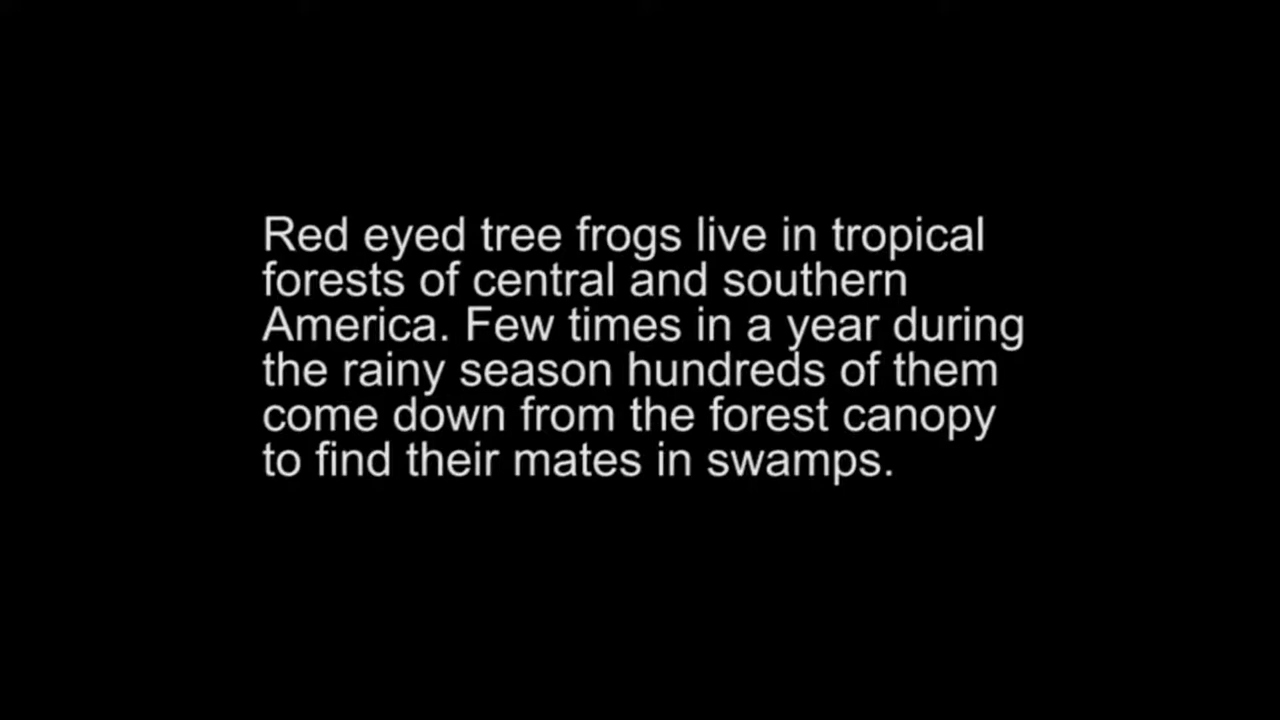 Red eyed tree frogs live in tropical
forests of central and southern
America. Few times in a year during
the rainy season hundreds of them
come down from the forest canopy
to find their mates in swamps.